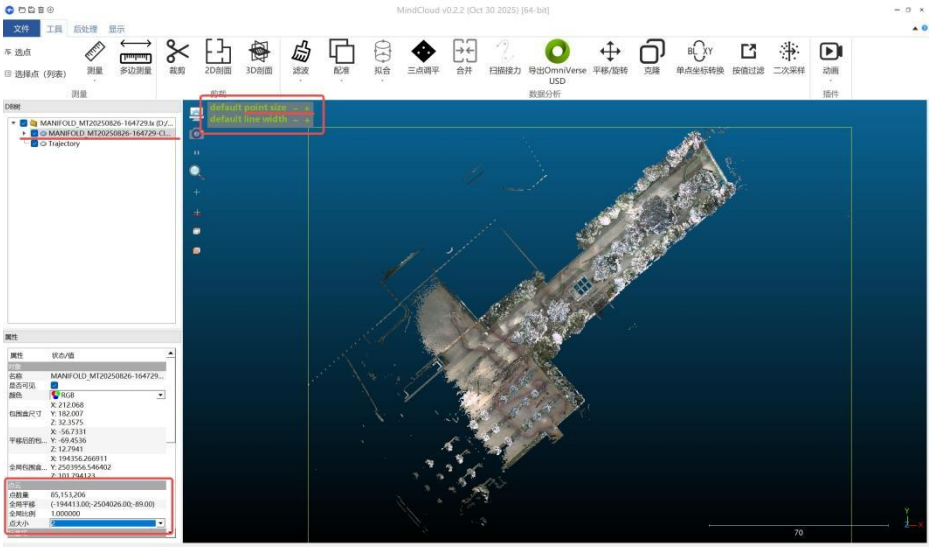 MindCloud v0.2.2 (Oct 30 2025) [64-bit]
文件 工具 后处理 显示
选点
选择点（列表）
测量 多边测量 裁剪 2D剖面 3D剖面 滤波 配准 拟合 三点调平 合并 扫描接力 导出OmniVerse USD 平移/旋转 克隆 单点坐标转换 按值过滤 二次采样 动画
测量 剪裁 数据分析 插件
DB树
MANIFOLD_MT20250826-164729.lx (D:/...
MANIFOLD_MT20250826-164729-Cl...
Trajectory
default point size - +
default line width - +
属性
属性 状态/值
名称 MANIFOLD_MT20250826-164729...
是否可见
颜色 RGB
包围盒尺寸
X: 212.068
Y: 182.007
Z: 32.3575
平移后的包...
X: -56.7331
Y: -69.4536
Z: 12.7941
全局包围盒...
X: 194356.266911
Y: 2503956.546402
Z: 101.794123
点云
点数量 85,153,206
全局平移 (-194413.00;-2504026.00;-89.00)
全局比例 1.000000
点大小
70
Y
Z X